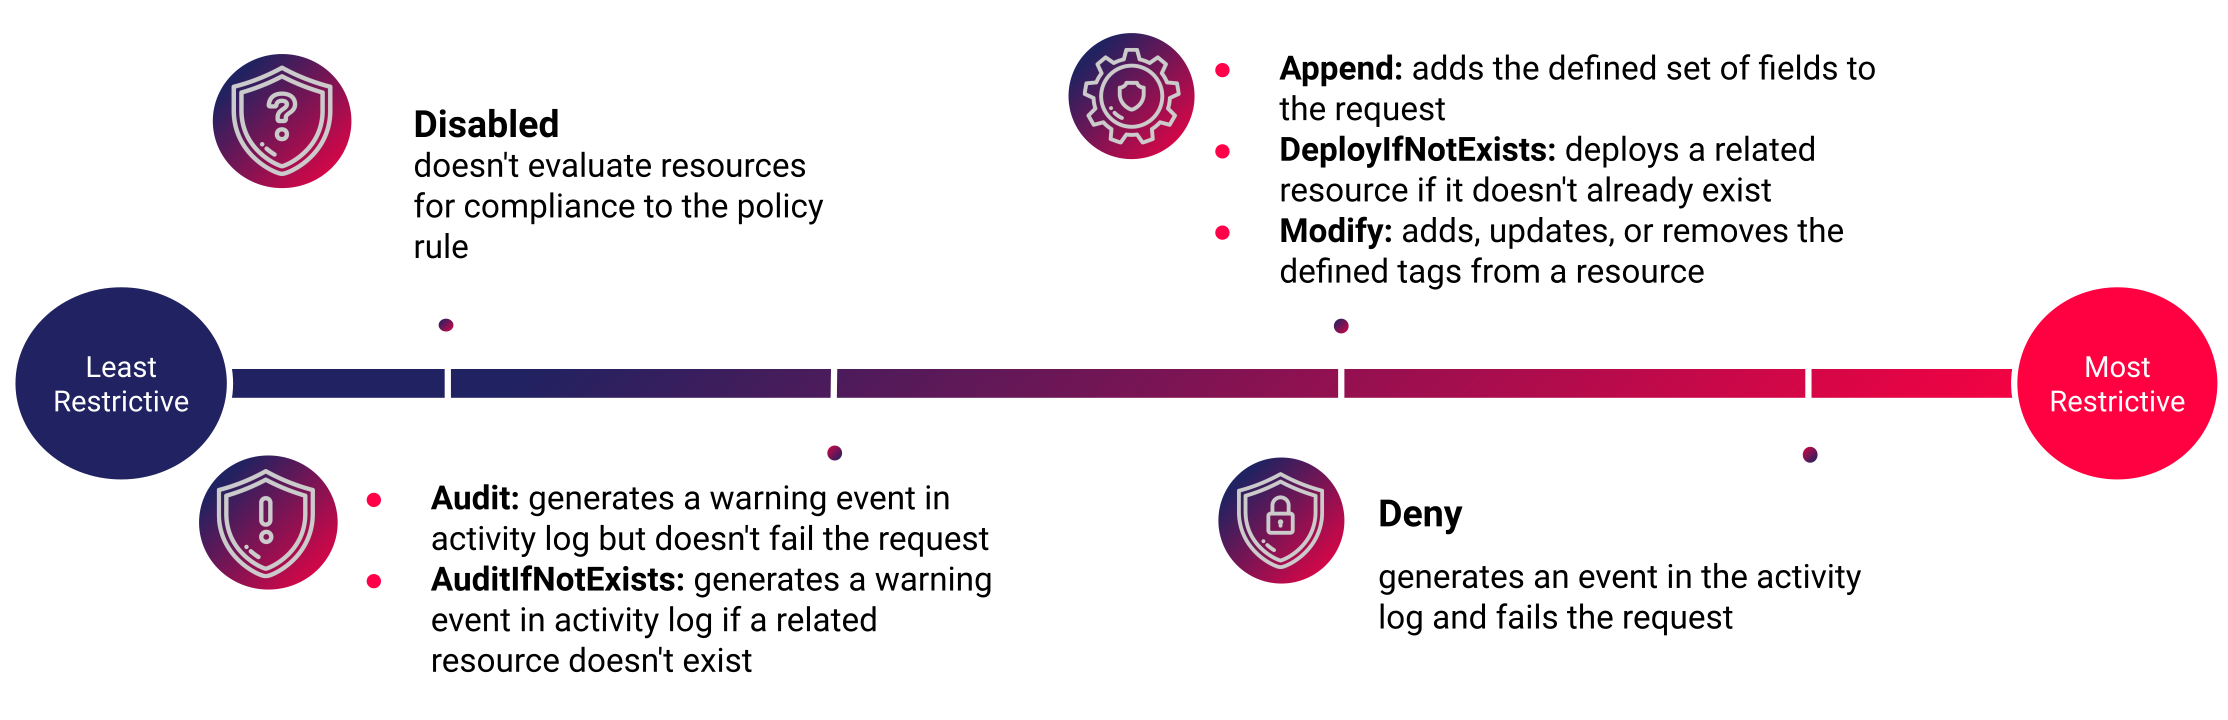 Disabled
doesn't evaluate resources
for compliance to the policy
rule
Append: adds the defined set of fields to
the request
DeployIfNotExists: deploys a related
resource if it doesn't already exist
Modify: adds, updates, or removes the
defined tags from a resource
Least
Restrictive
Most
Restrictive
Audit: generates a warning event in
activity log but doesn't fail the request
AuditIfNotExists: generates a warning
event in activity log if a related
resource doesn't exist
Deny
generates an event in the activity
log and fails the request